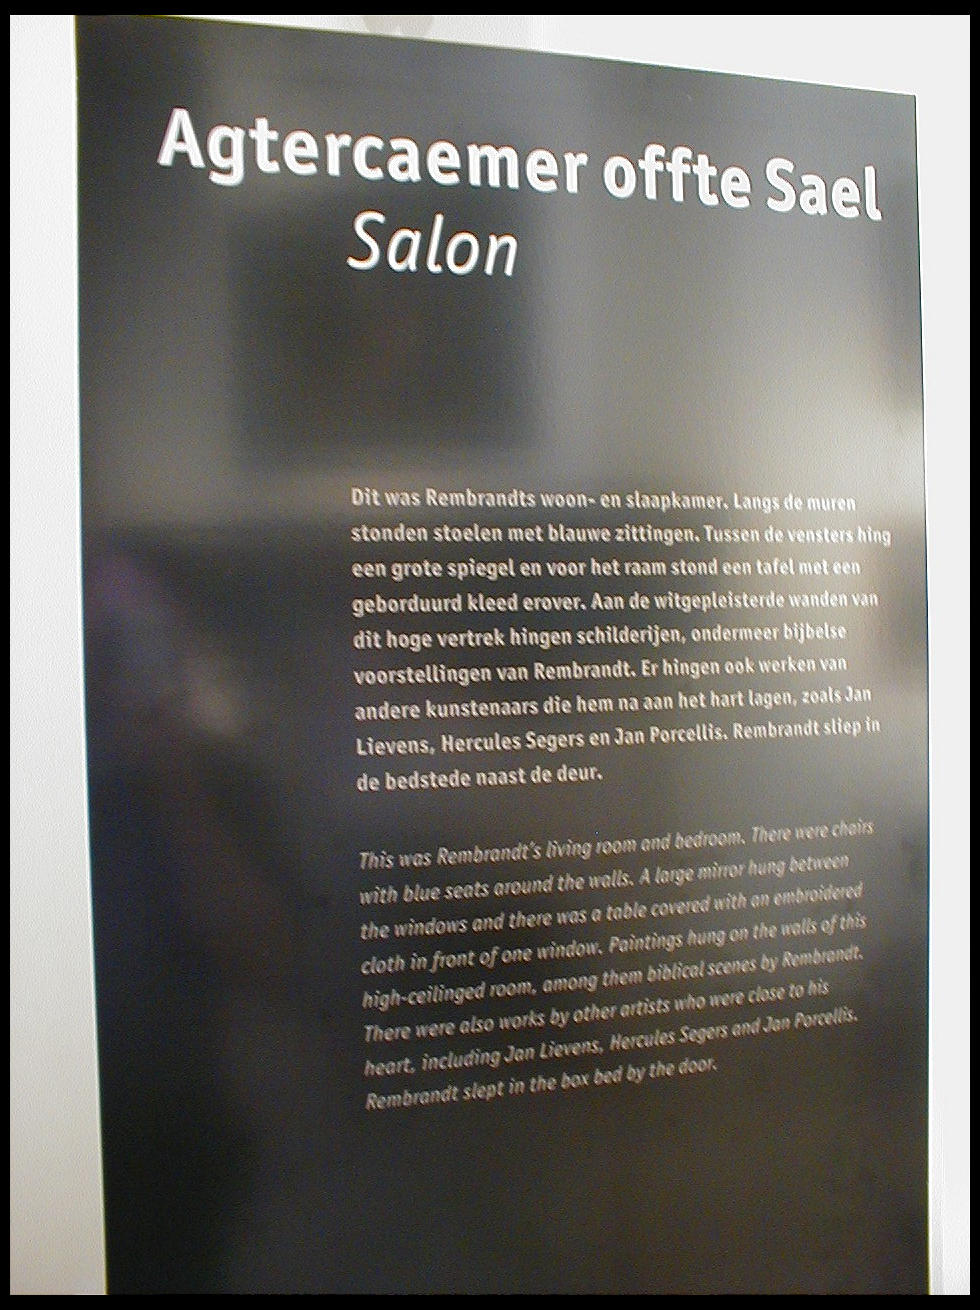 Agtercaemer offte Sael
Salon
Dit was Rembrandts woon- en slaapkamer. Langs de muren
stonden stoelen met blauwe zittingen. Tussen de vensters hing
een grote spiegel en voor het raam stond een tafel met een
geborduurd kleed erover. Aan de witgepleisterde wanden van
dit hoge vertrek hingen schilderijen, ondermeer bijbelse
voorstellingen van Rembrandt. Er hingen ook werken van
andere kunstenaars die hem na aan het hart lagen, zoals Jan
Lievens, Hercules Segers en Jan Porcellis. Rembrandt sliep in
de bedstede naast de deur.
This was Rembrandt's living room and bedroom. There were chairs
with blue seats around the walls. A large mirror hung between
the windows and there was a table covered with an embroidered
cloth in front of one window. Paintings hung on the walls of this
high-ceilinged room, among them biblical scenes by Rembrandt.
There were also works by other artists who were close to his
heart, including Jan Lievens, Hercules Segers and Jan Porcellis.
Rembrandt slept in the box bed by the door.